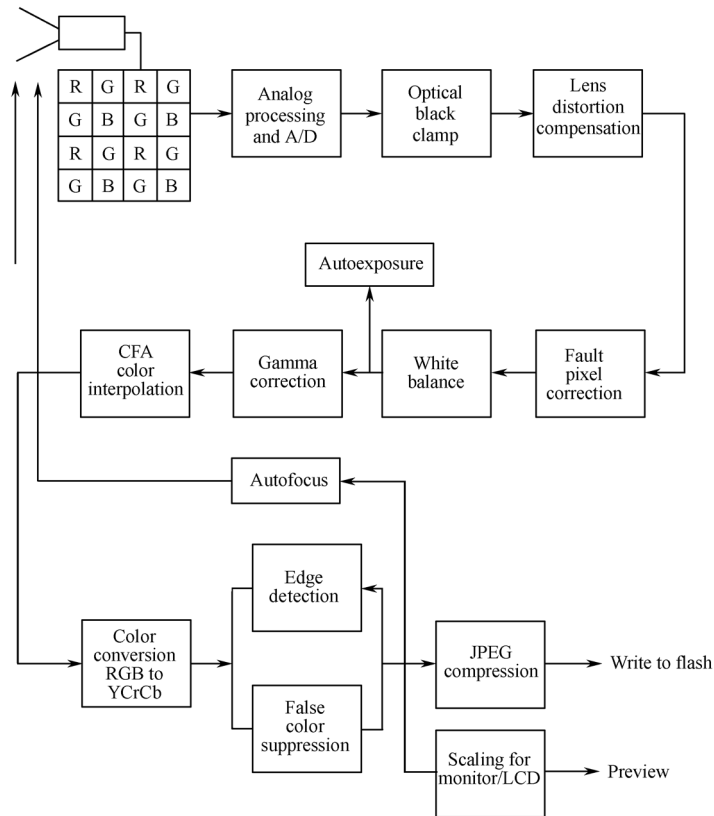 R G R G
G B G B
R G R G
G B G B
Analog
processing
and A/D
Optical
black
clamp
Lens
distortion
compensation
Autoexposure
CFA
color
interpolation
Gamma
correction
White
balance
Fault
pixel
correction
Autofocus
Edge
detection
Color
conversion
RGB to
YCrCb
False
color
suppression
JPEG
compression
Write to flash
Scaling for
monitor/LCD
Preview